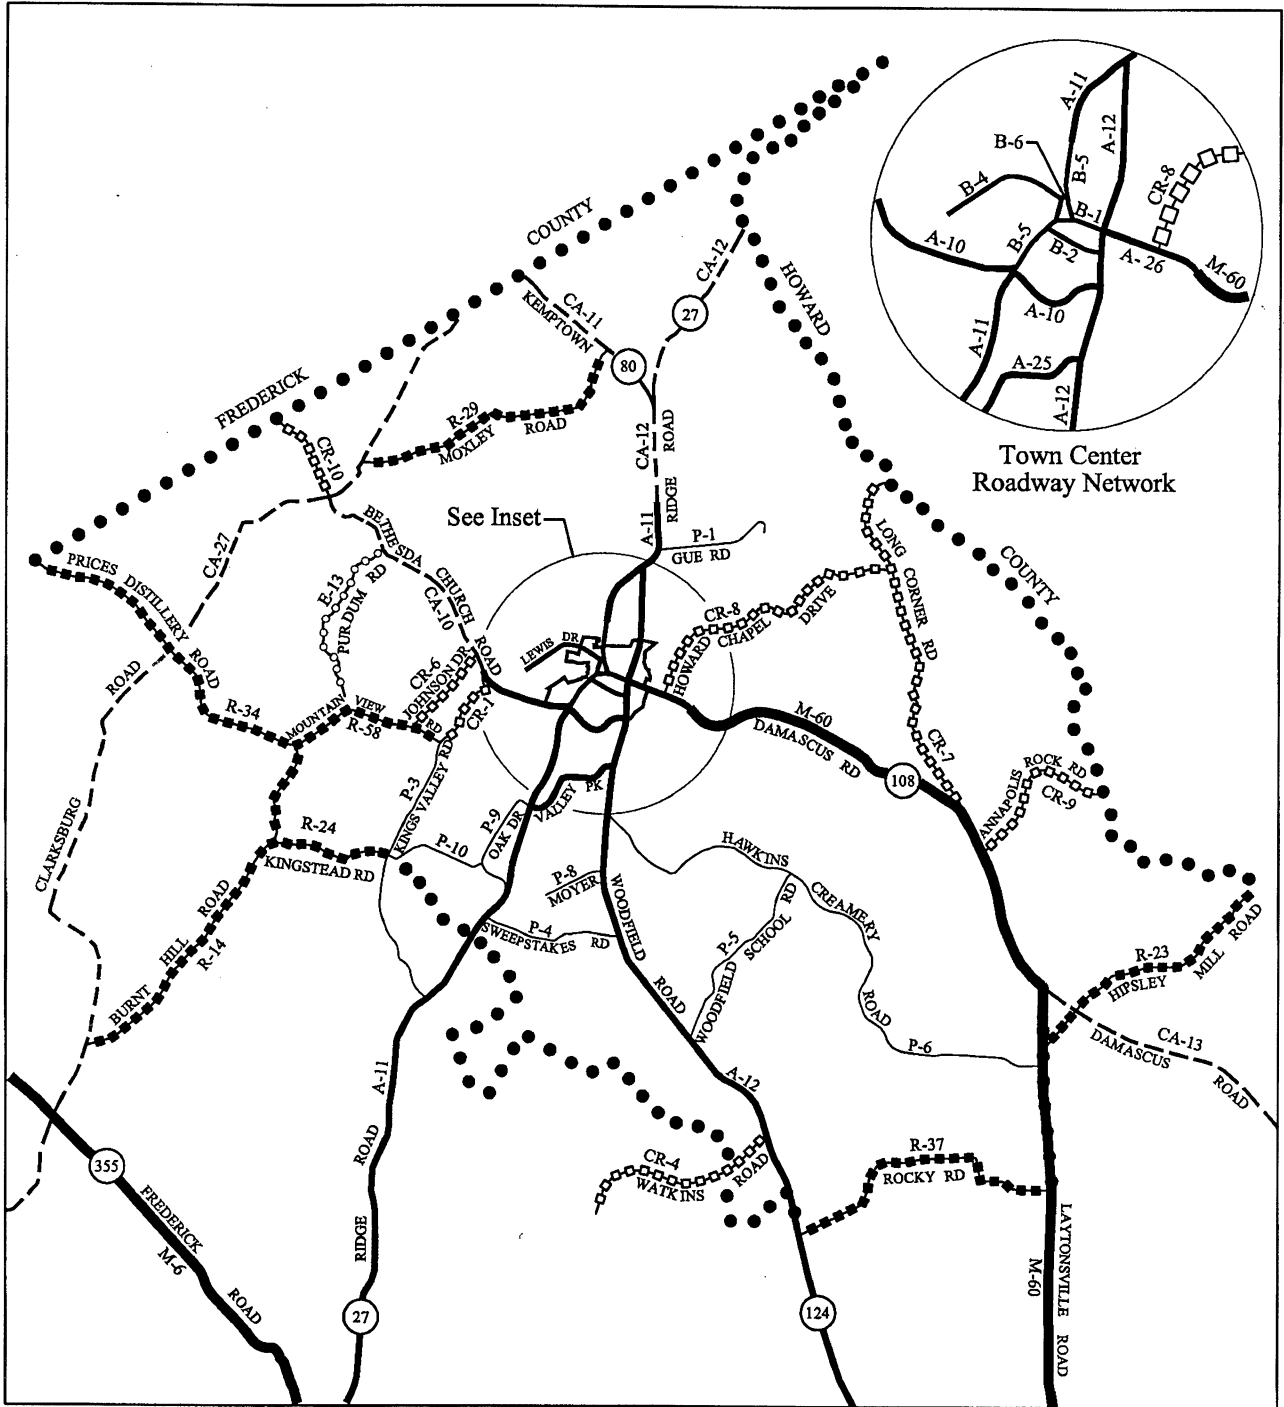 A-11
A-12
B-6
B-5
B-4
CR-8
B-1
A-10
B-5
B-2
A-26
M-60
A-10
A-11
A-25
A-12
Town Center
Roadway Network
FREDERICK COUNTY
HOWARD COUNTY
CA-12
27
CA-11
KEMPTOWN
80
R-29
MOXLEY ROAD
CR-10
CA-12
RIDGE ROAD
A-11
See Inset
P-1
GUE RD
BETHESDA CHURCH ROAD
CA-10
CA-27
PRICES DISTILLERY ROAD
R-34
E-13
PURDUM RD
CLARKSBURG ROAD
MOUNTAIN VIEW RD
R-58
CR-6
JOHNSON DR
CR-1
LEWIS DR
CR-8
HOWARD CHAPEL DRIVE
LONG CORNER RD
CR-7
M-60
DAMASCUS RD
108
ANNAPOLIS ROCK RD
CR-9
P-3
KINGS VALLEY RD
P-9
OAK DR
VALLEY PK
P-10
R-24
KINGSTEAD RD
BURNT HILL ROAD
R-14
P-8
MOYER
P-4
SWEEPSTAKES RD
WOODFIELD ROAD
P-5
WOODFIELD SCHOOL RD
HAWKINS CREAMERY ROAD
P-6
R-23
HIPSLEY MILL ROAD
CA-13
DAMASCUS ROAD
A-12
A-11
RIDGE ROAD
27
355
FREDERICK ROAD
M-6
CR-4
WATKINS ROAD
R-37
ROCKY RD
124
M-60
LAYTONSVILLE ROAD